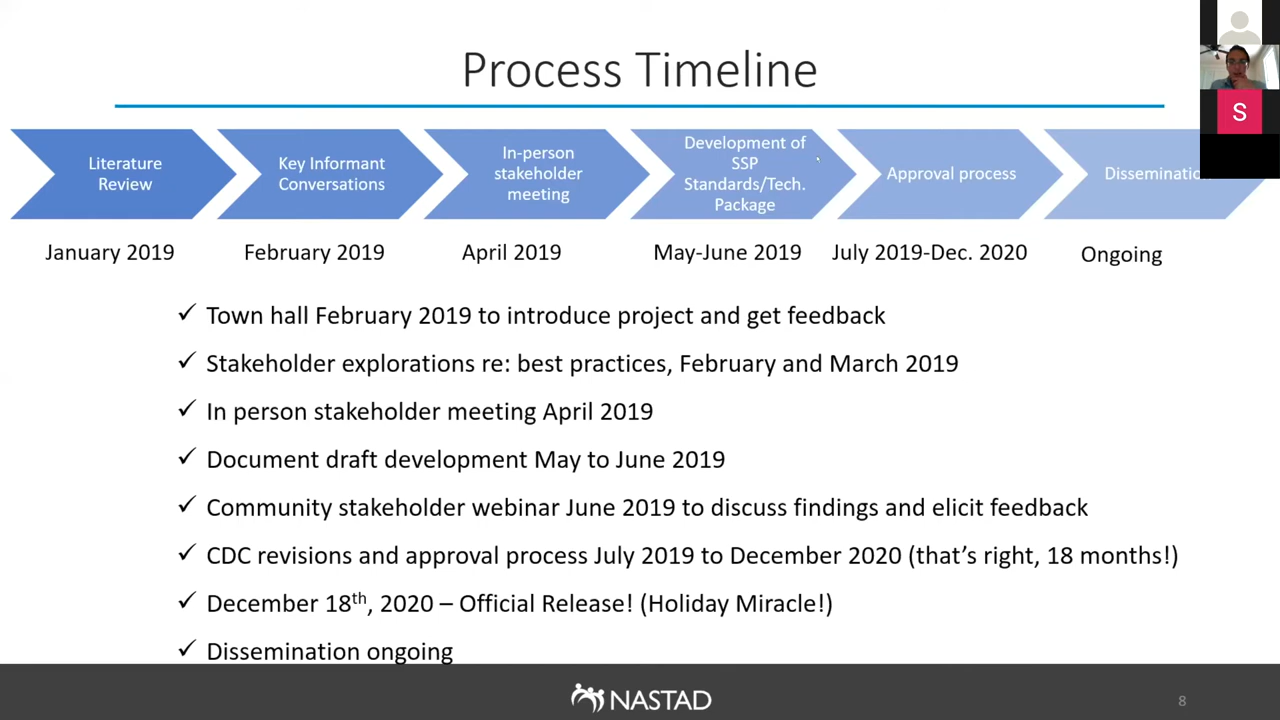 Process Timeline
S
Literature
Review
Key Informant
Conversations
In-person
stakeholder
meeting
Development of
SSP
Standards/Tech.
Package
Approval process
Disseminatio
January 2019
February 2019
April 2019
May-June 2019
July 2019-Dec. 2020
Ongoing
✓ Town hall February 2019 to introduce project and get feedback
✓ Stakeholder explorations re: best practices, February and March 2019
✓ In person stakeholder meeting April 2019
✓ Document draft development May to June 2019
✓ Community stakeholder webinar June 2019 to discuss findings and elicit feedback
✓ CDC revisions and approval process July 2019 to December 2020 (that’s right, 18 months!)
✓ December 18th, 2020 – Official Release! (Holiday Miracle!)
✓ Dissemination ongoing
NASTAD
8